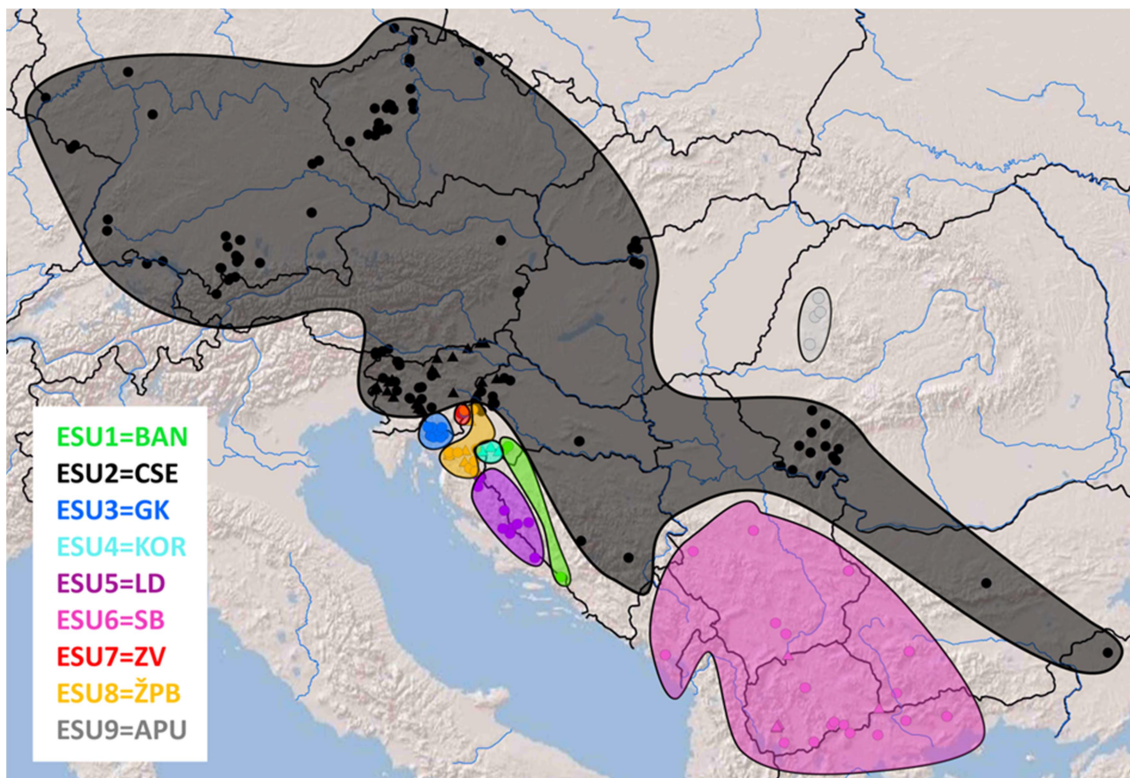 ESU1=BAN
ESU2=CSE
ESU3=GK
ESU4=KOR
ESU5=LD
ESU6=SB
ESU7=ZV
ESU8=ŽPB
ESU9=APU